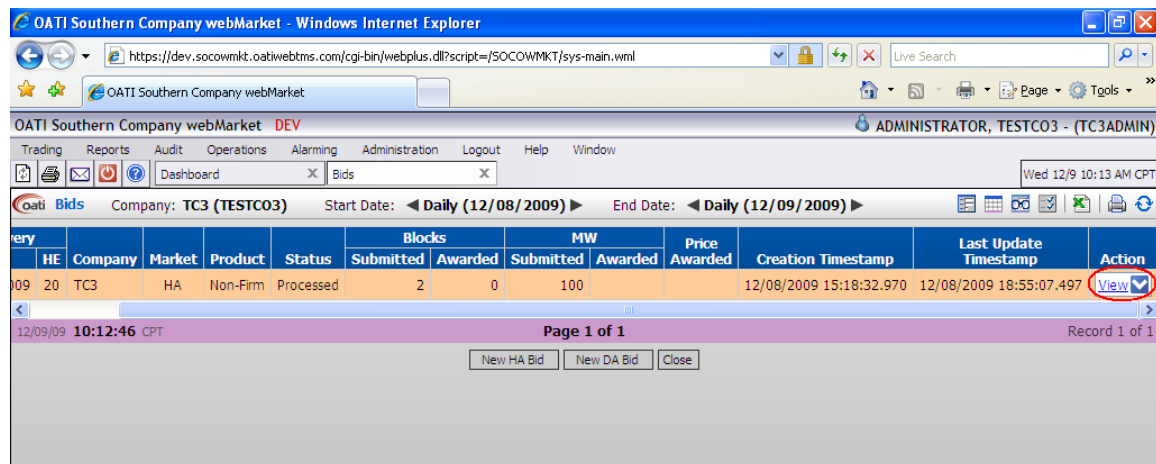 OATI Southern Company webMarket - Windows Internet Explorer
https://dev.socowmkt.oatiwebtms.com/cgi-bin/webplus.dll?script=/SOCOWMKT/sys-main.wml
Live Search
OATI Southern Company webMarket
Page
Tools
OATI Southern Company webMarket DEV
ADMINISTRATOR, TESTCO3 - (TC3ADMIN)
Trading Reports Audit Operations Alarming Administration Logout Help Window
Dashboard X Bids X
Wed 12/9 10:13 AM CPT
oati Bids Company: TC3 (TESTCO3) Start Date: Daily (12/08/2009) End Date: Daily (12/09/2009)
very Blocks MW Price Last Update
HE Company Market Product Status Submitted Awarded Submitted Awarded Awarded Creation Timestamp Timestamp Action
009 20 TC3 HA Non-Firm Processed 2 0 100 12/08/2009 15:18:32.970 12/08/2009 18:55:07.497 View
12/09/09 10:12:46 CPT Page 1 of 1 Record 1 of 1
New HA Bid New DA Bid Close